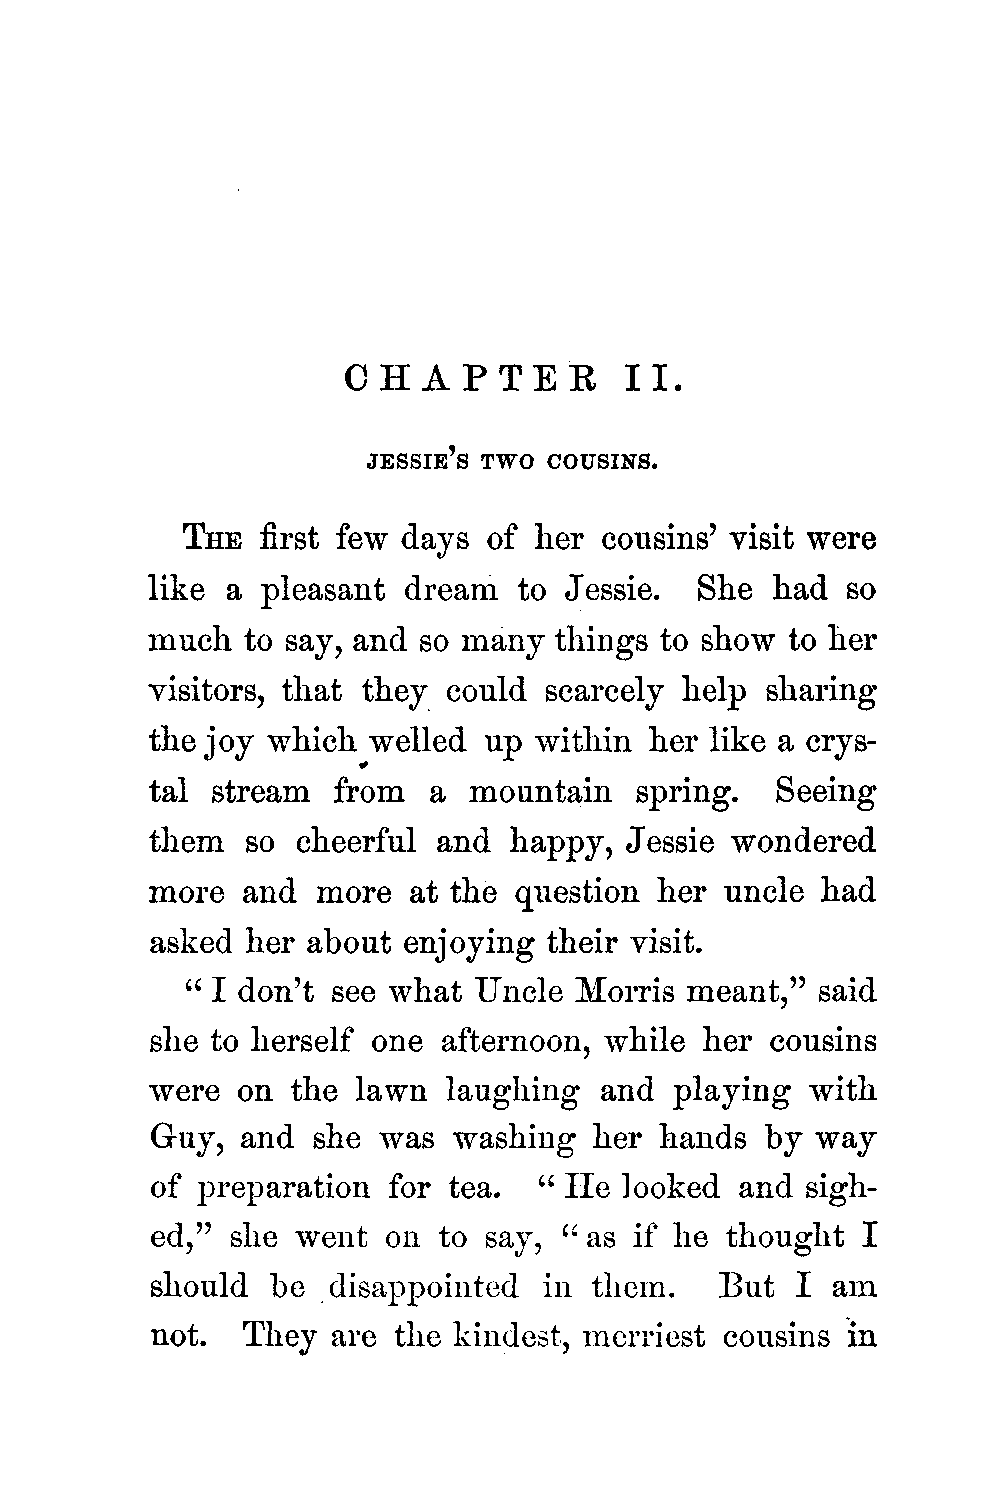 CHAPTER II.
JESSIE'S TWO COUSINS.
THE first few days of her cousins' visit were
like a pleasant dream to Jessie. She had so
much to say, and so many things to show to her
visitors, that they could scarcely help sharing
the joy which welled up within her like a crys-
tal stream from a mountain spring. Seeing
them so cheerful and happy, Jessie wondered
more and more at the question her uncle had
asked her about enjoying their visit.
“ I don't see what Uncle Morris meant,” said
she to herself one afternoon, while her cousins
were on the lawn laughing and playing with
Guy, and she was washing her hands by way
of preparation for tea. “ He looked and sigh-
ed,” she went on to say, “ as if he thought I
should be disappointed in them. But I am
not. They are the kindest, merriest cousins in